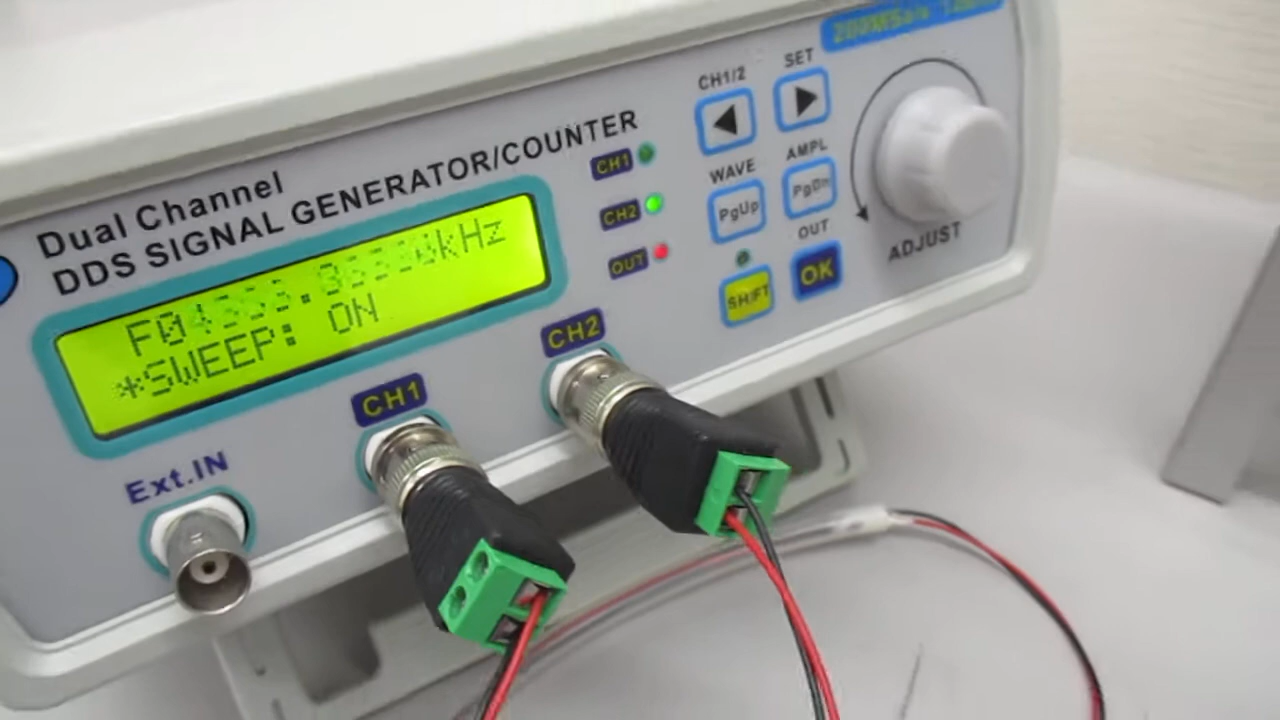 Dual Channel
DDS SIGNAL GENERATOR/COUNTER
*SWEEP: ON
CH1
CH2
OUT
CH1/2
SET
WAVE
AMPL
PgUp
PgDn
OUT
SHIFT
OK
ADJUST
Ext.IN
CH1
CH2